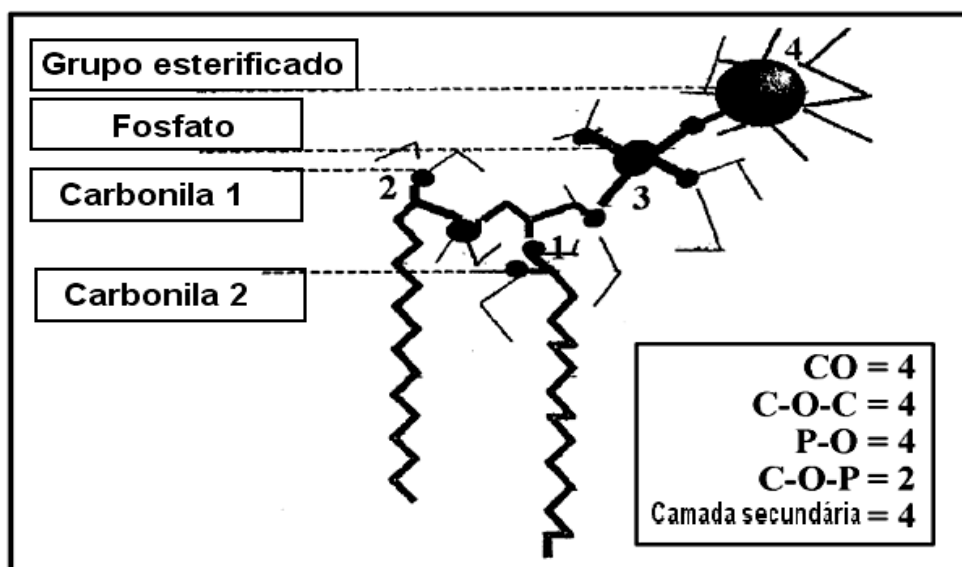 Grupo esterificado
Fosfato
Carbonila 1
Carbonila 2
4
2
3
1
CO = 4
C-O-C = 4
P-O = 4
C-O-P = 2
Camada secundária = 4